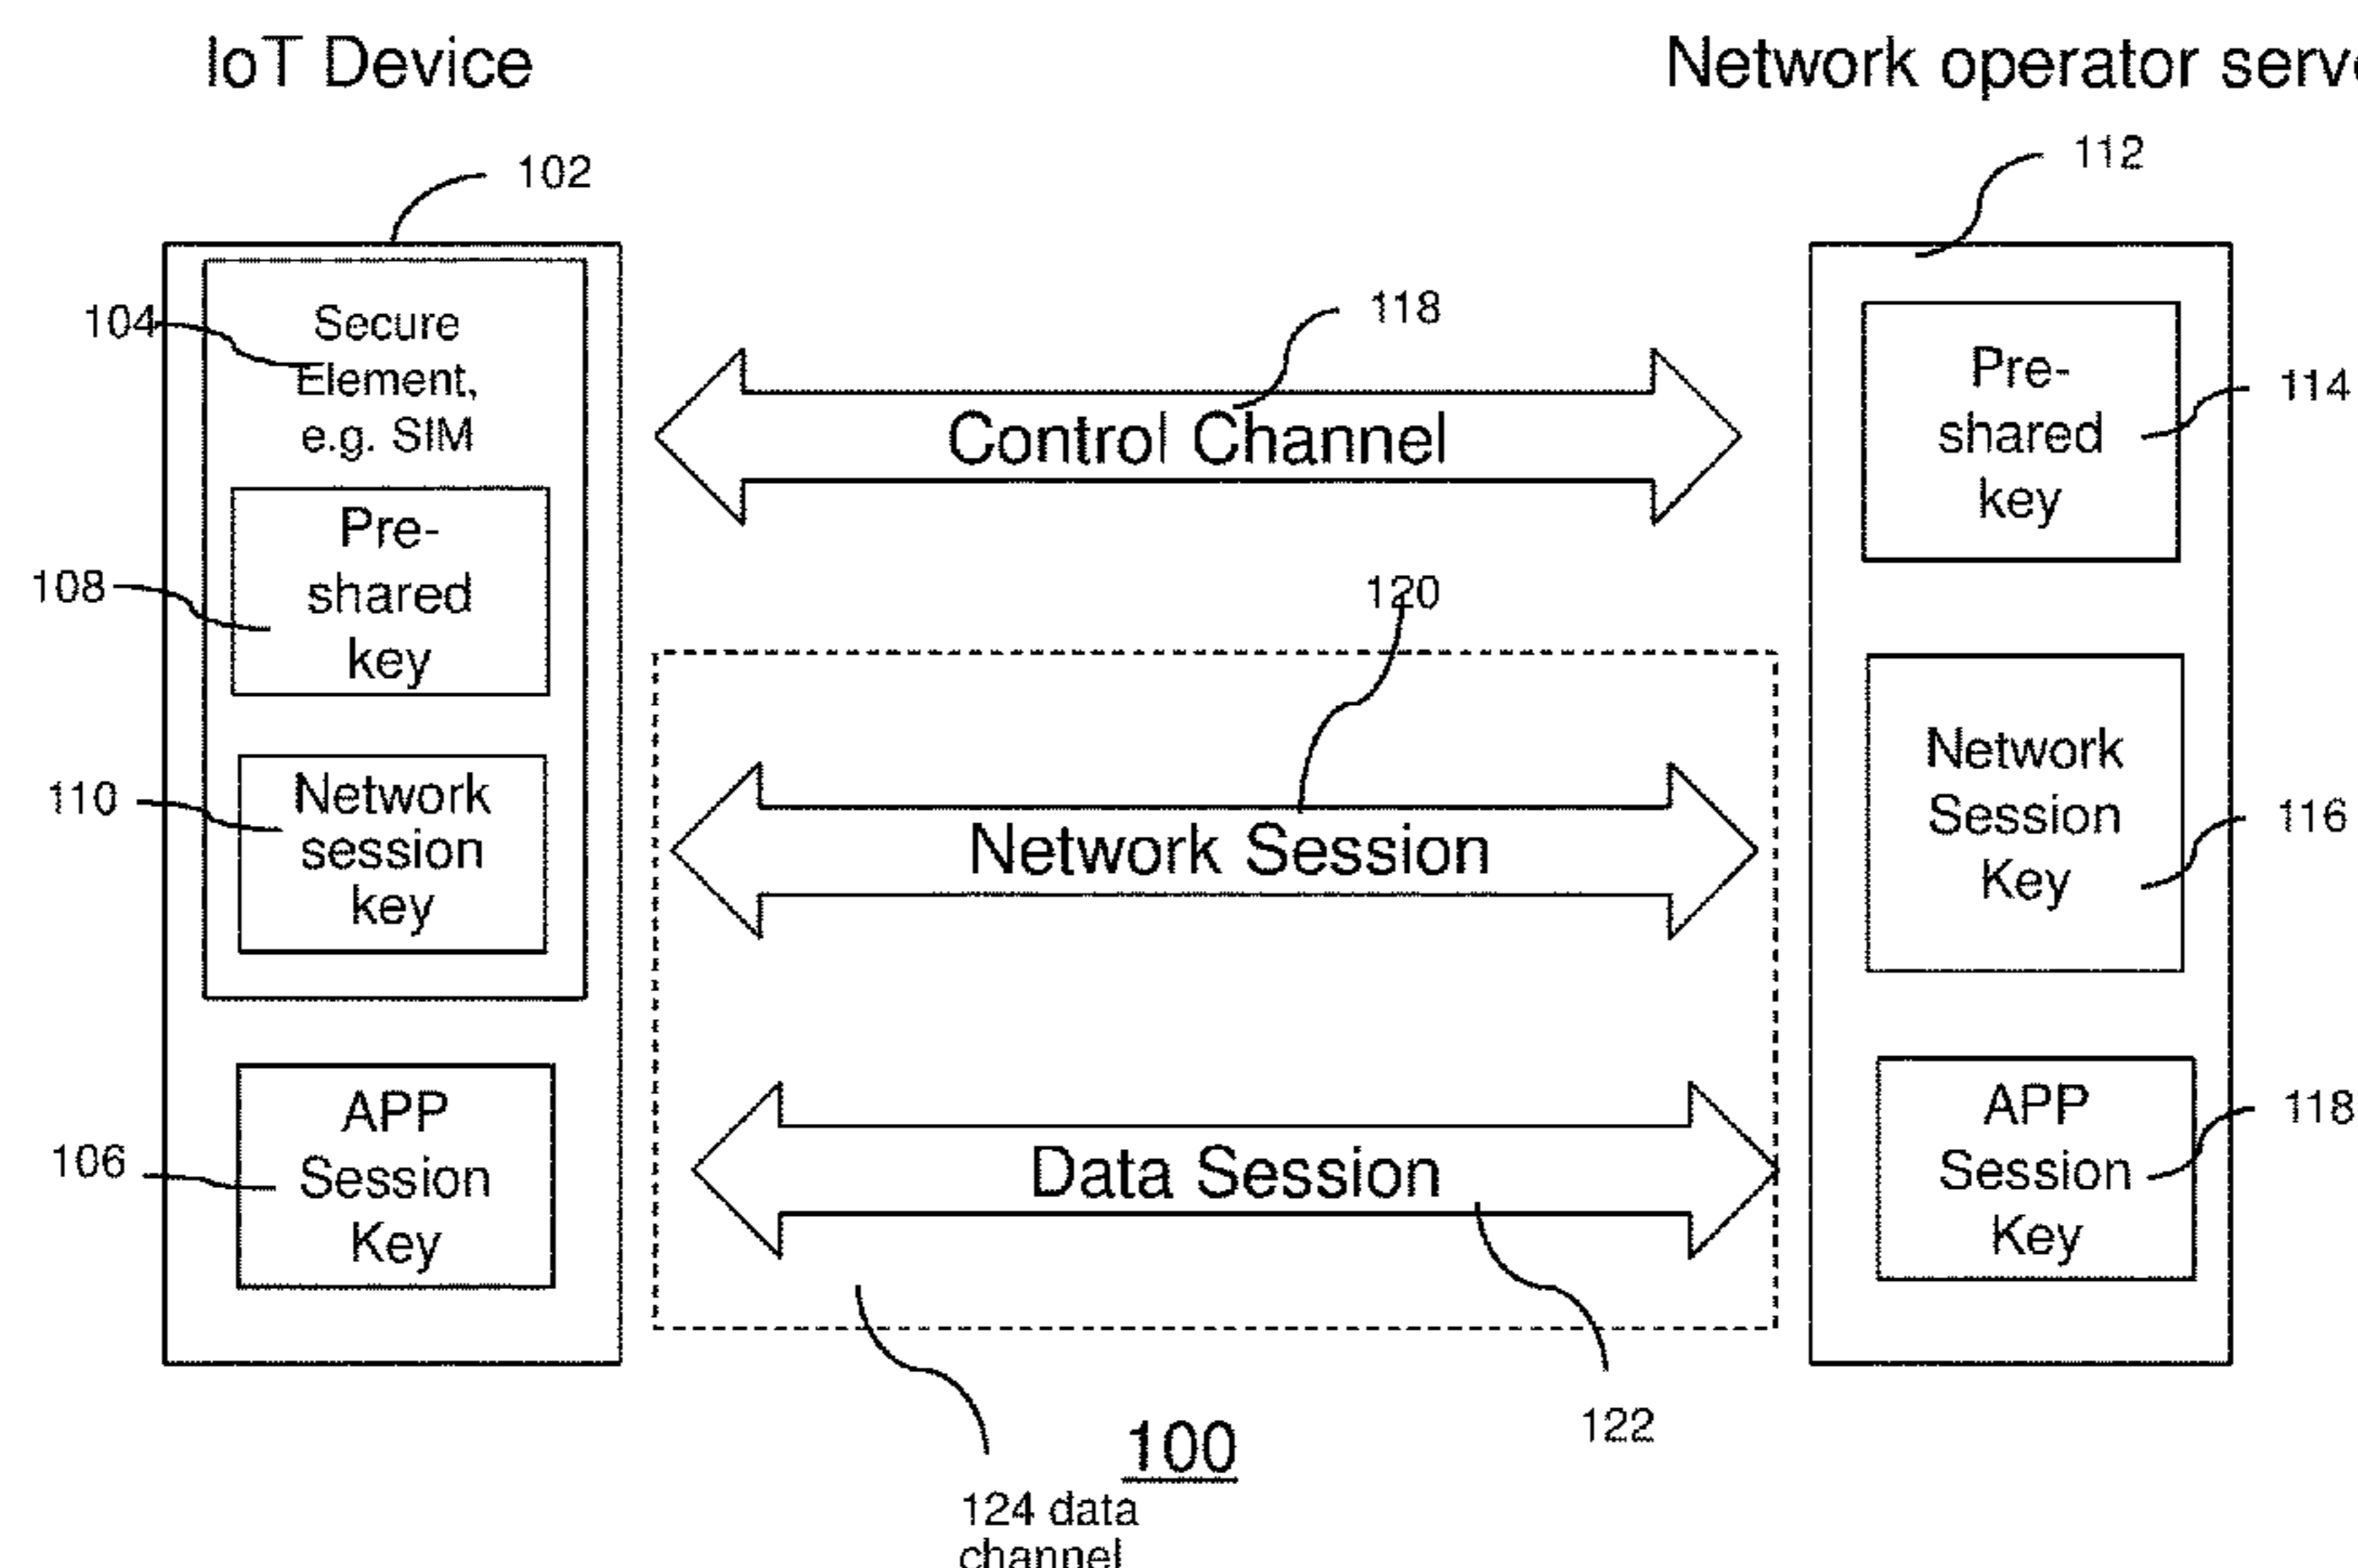 IoT Device
Network operator serve
102
112
104
Secure
Element,
e.g. SIM
118
Control Channel
Pre-
shared
key
114
108
Pre-
shared
key
120
110
Network
session
key
Network Session
Network
Session
Key
116
106
APP
Session
Key
Data Session
APP
Session
Key
118
122
100
124 data
channel